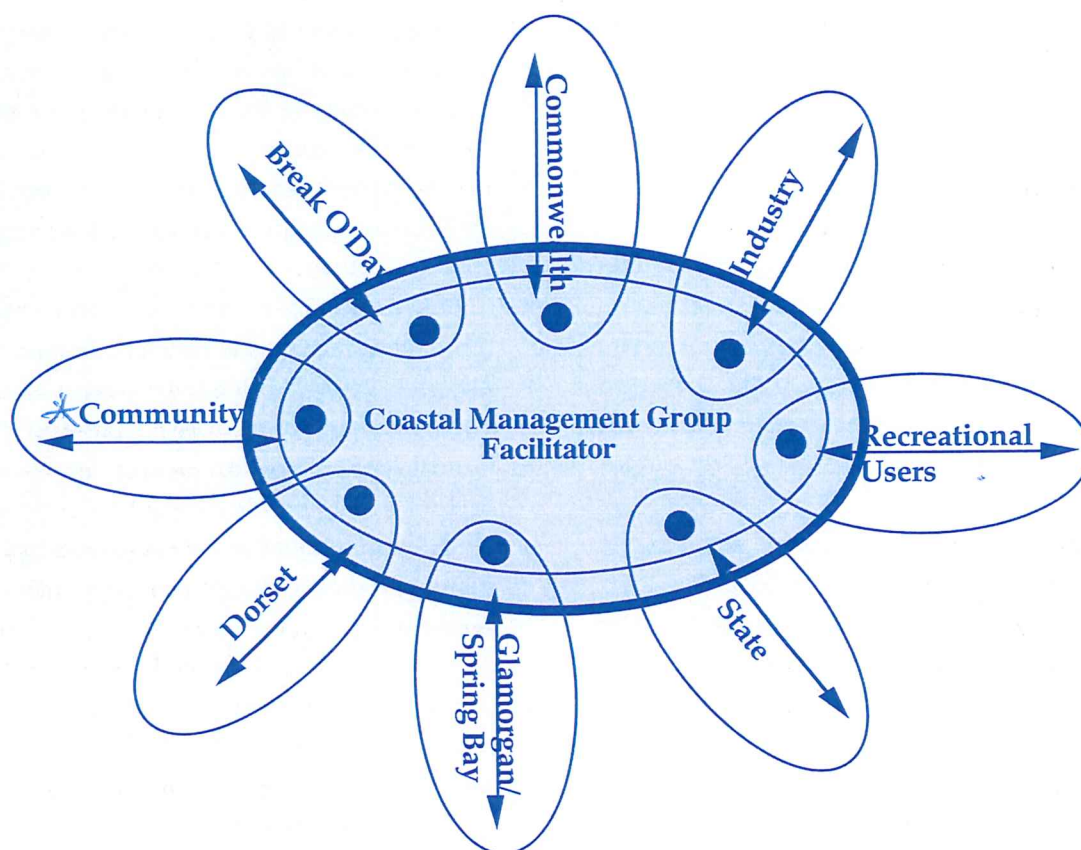 Commonwealth
Break O'Day
Industry
Community
Coastal Management Group
Facilitator
Recreational
Users
Dorset
Glamorgan/
Spring Bay
State